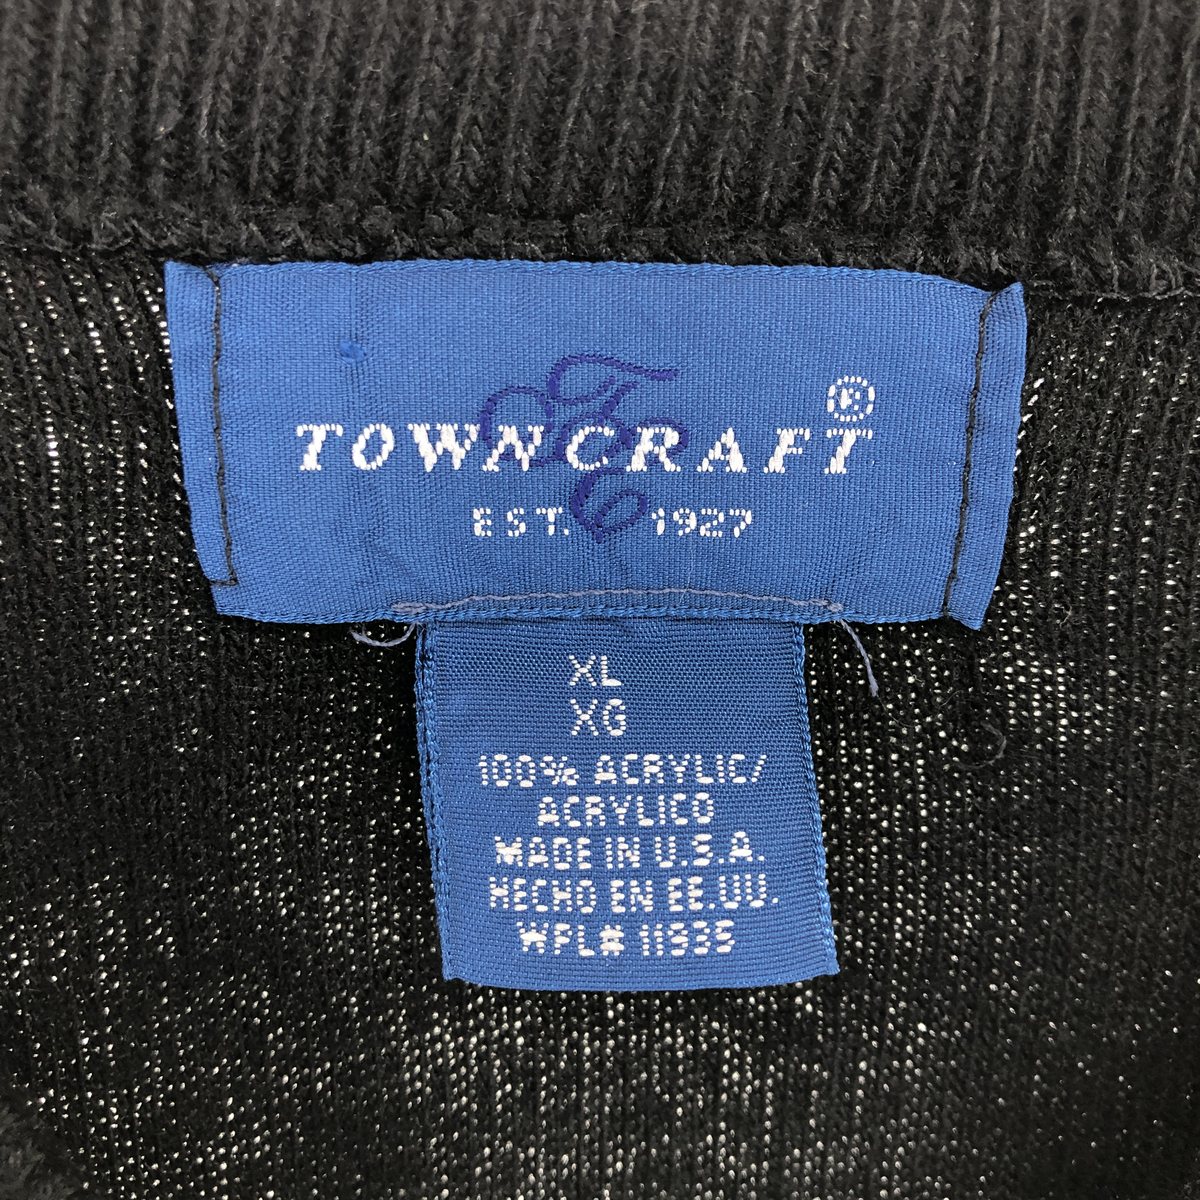 TOWNCRAFT®
EST. 1927
XL
XG
100% ACRYLIC/
ACRYLICO
MADE IN U.S.A.
HECHO EN EE.UU.
WPL# 11935